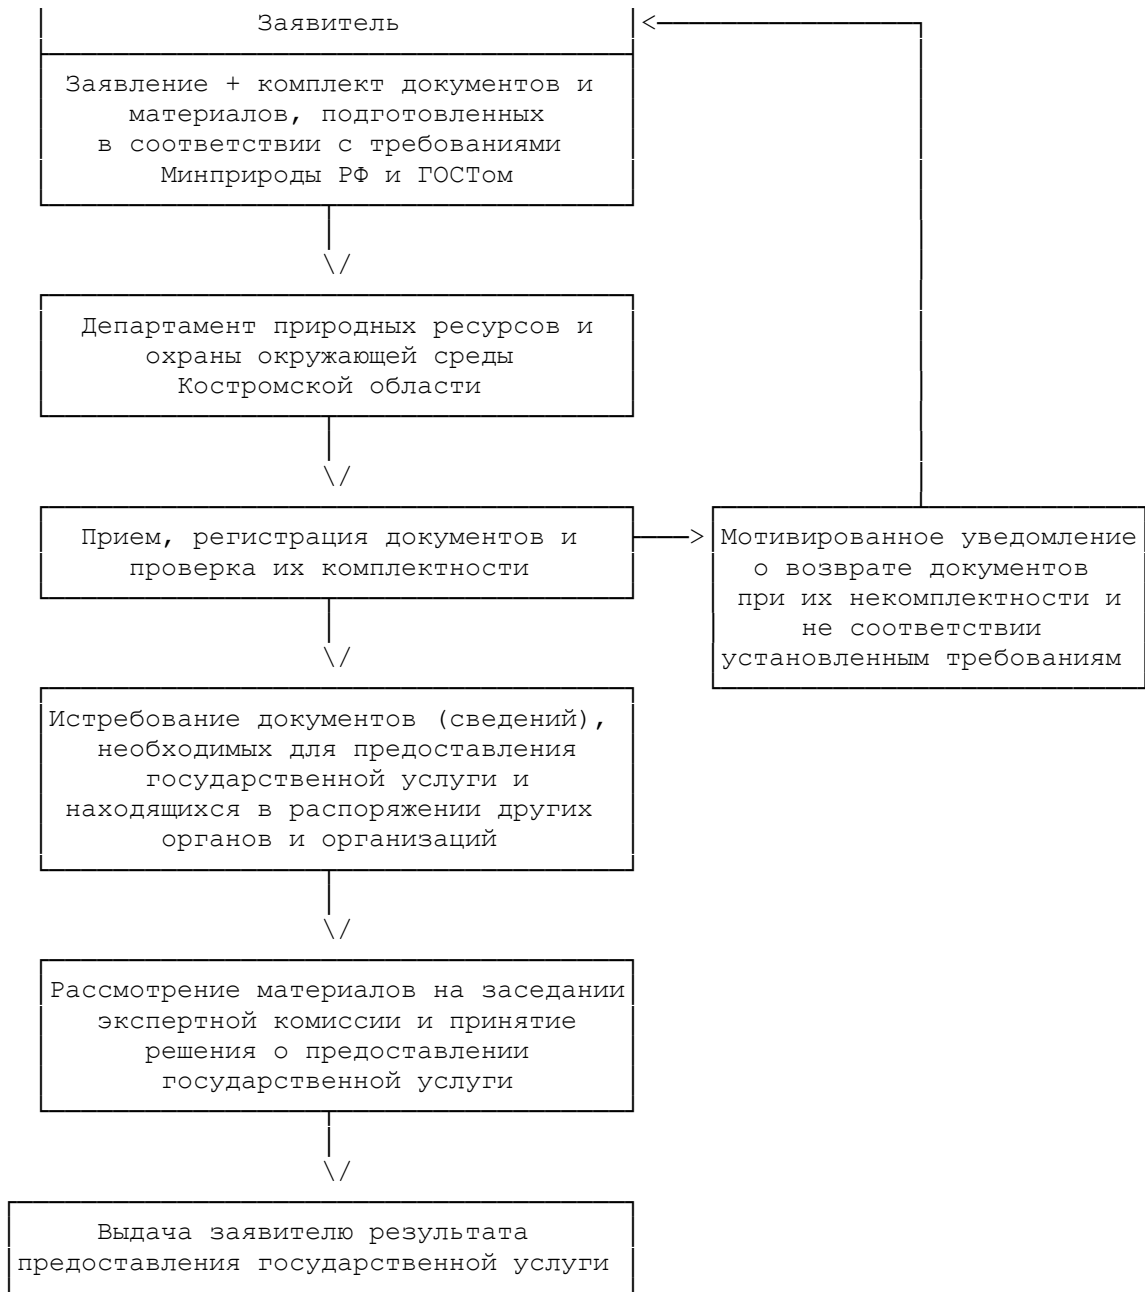 Заявитель
Заявление + комплект документов и
материалов, подготовленных
в соответствии с требованиями
Минприроды РФ и ГОСТом
Департамент природных ресурсов и
охраны окружающей среды
Костромской области
Прием, регистрация документов и
проверка их комплектности
Мотивированное уведомление
о возврате документов
при их некомплектности и
не соответствии
установленным требованиям
Истребование документов (сведений),
необходимых для предоставления
государственной услуги и
находящихся в распоряжении других
органов и организаций
Рассмотрение материалов на заседании
экспертной комиссии и принятие
решения о предоставлении
государственной услуги
Выдача заявителю результата
предоставления государственной услуги